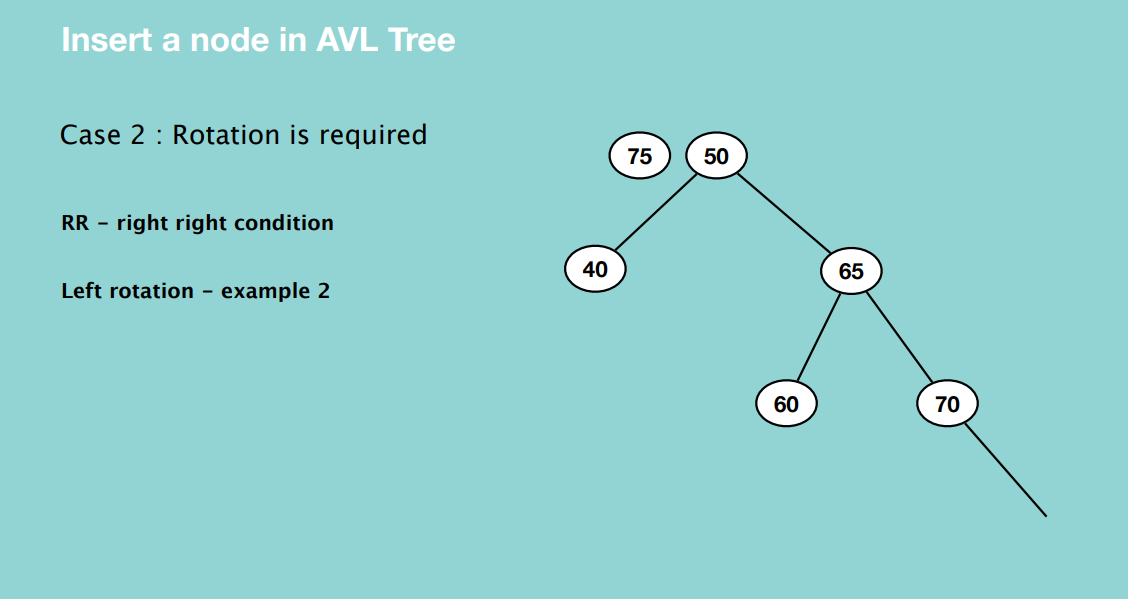 Insert a node in AVL Tree
Case 2 : Rotation is required
75 50
RR – right right condition
40 65
Left rotation – example 2
60 70